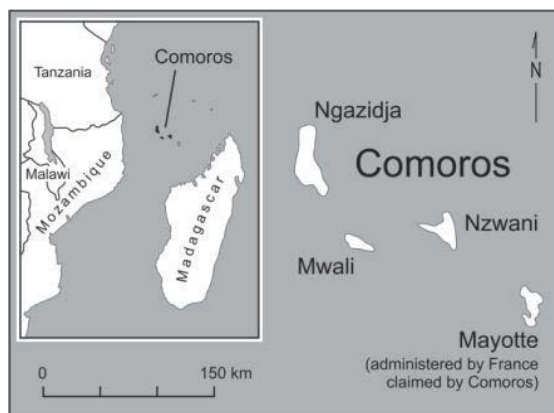 Tanzania
Comoros
Malawi
Mozambique
Madagascar
N
Ngazidja
Comoros
Nzwani
Mwali
Mayotte
(administered by France
claimed by Comoros)
0
150 km